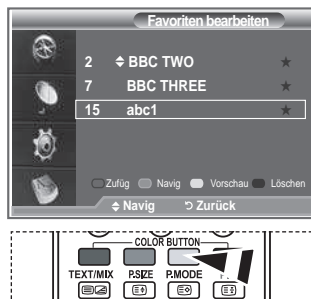 Favoriten bearbeiten
2 BBC TWO ★
7 BBC THREE ★
15 abc1 ★
Zufüg Navig Vorschau Löschen
Navig Zurück
COLOR BUTTON
TEXT/MIX P.SIZE P.MODE